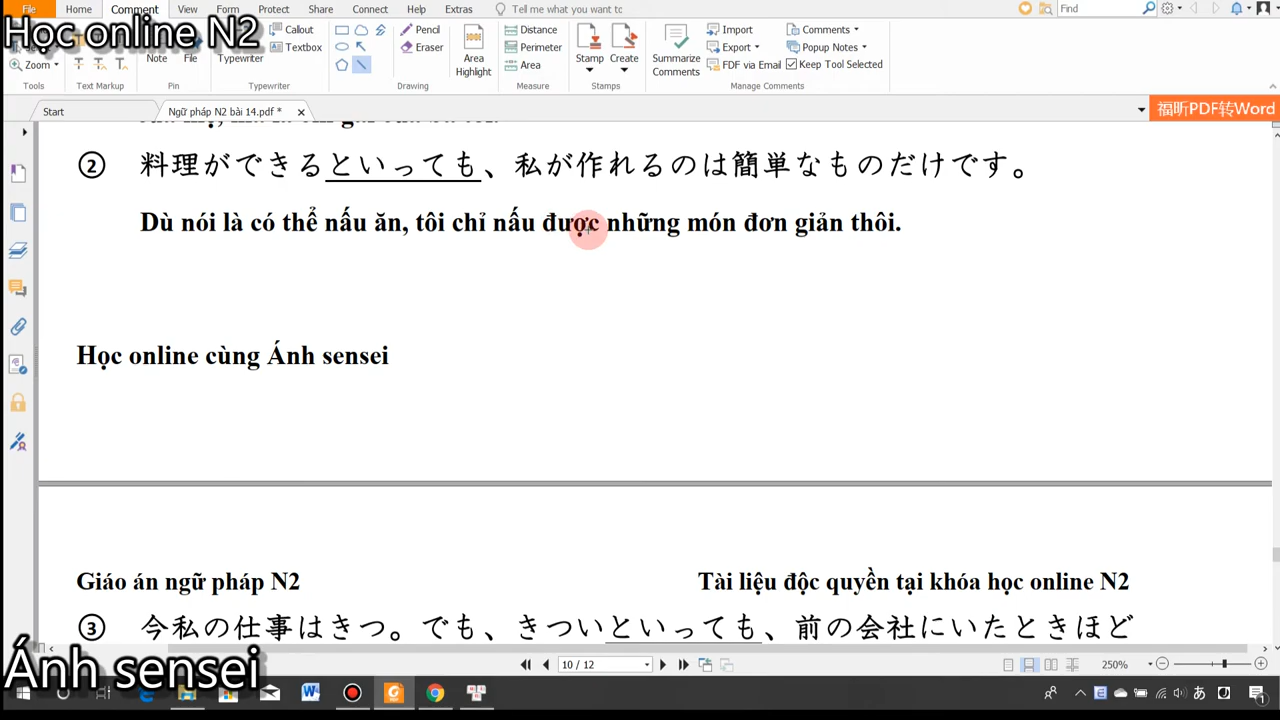 File Home Comment View Form Protect Share Connect Help Extras Tell me what you want tc Find
Học online N2
Callout Pencil Distance Import Comments
Textbox Eraser Perimeter Export Popup Notes
Zoom Note File Typewriter Area Highlight Area Stamp Create Summarize Comments FDF via Email Keep Tool Selected
Tools Text Markup Pin Typewriter Drawing Measure Stamps Manage Comments
Start Ngữ pháp N2 bài 14.pdf * 福昕PDF转Word
② 料理ができるといっても、私が作れるのは簡単なものだけです。
Dù nói là có thể nấu ăn, tôi chỉ nấu được những món đơn giản thôi.
Học online cùng Ánh sensei
Giáo án ngữ pháp N2 Tài liệu độc quyền tại khóa học online N2
③ 今私の仕事はきつ。でも、きついといっても、前の会社にいたときほど
Ánh sensei
10 / 12 250%